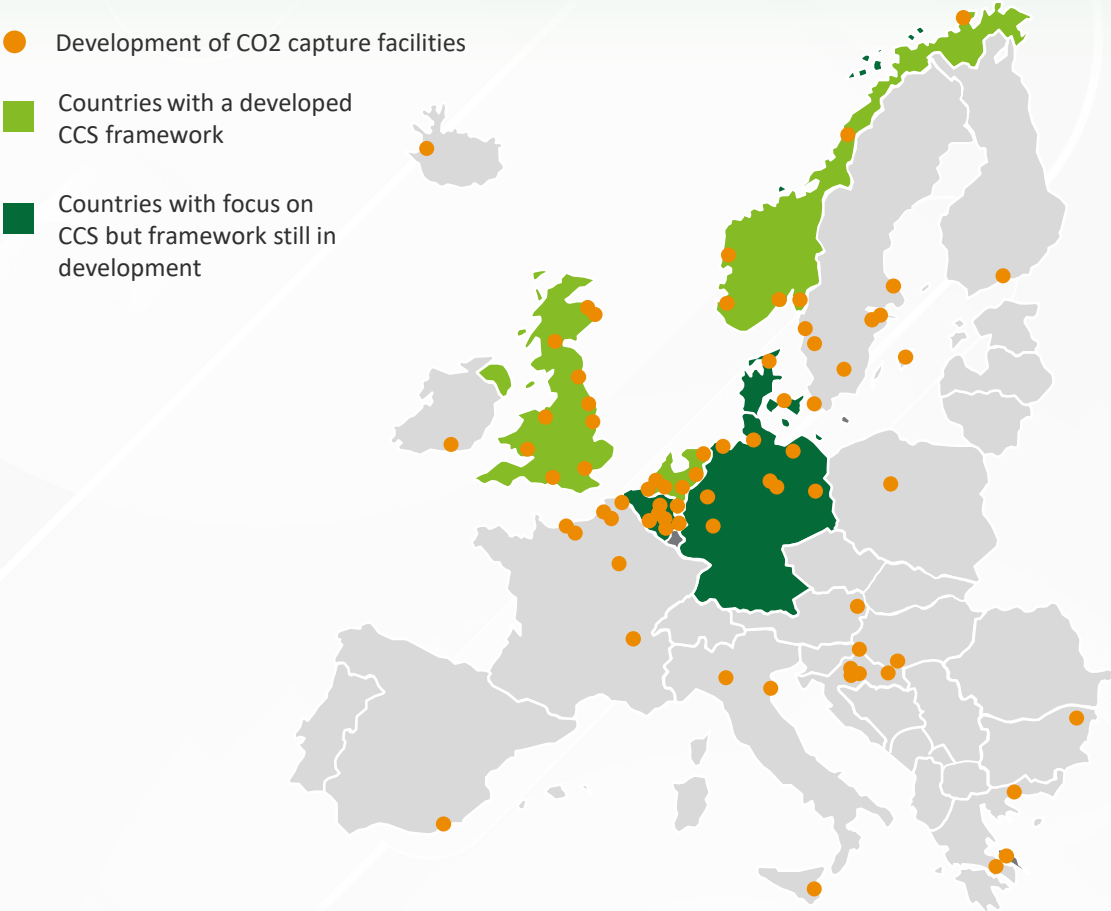 Development of CO2 capture facilities
Countries with a developed
CCS framework
Countries with focus on
CCS but framework still in
development